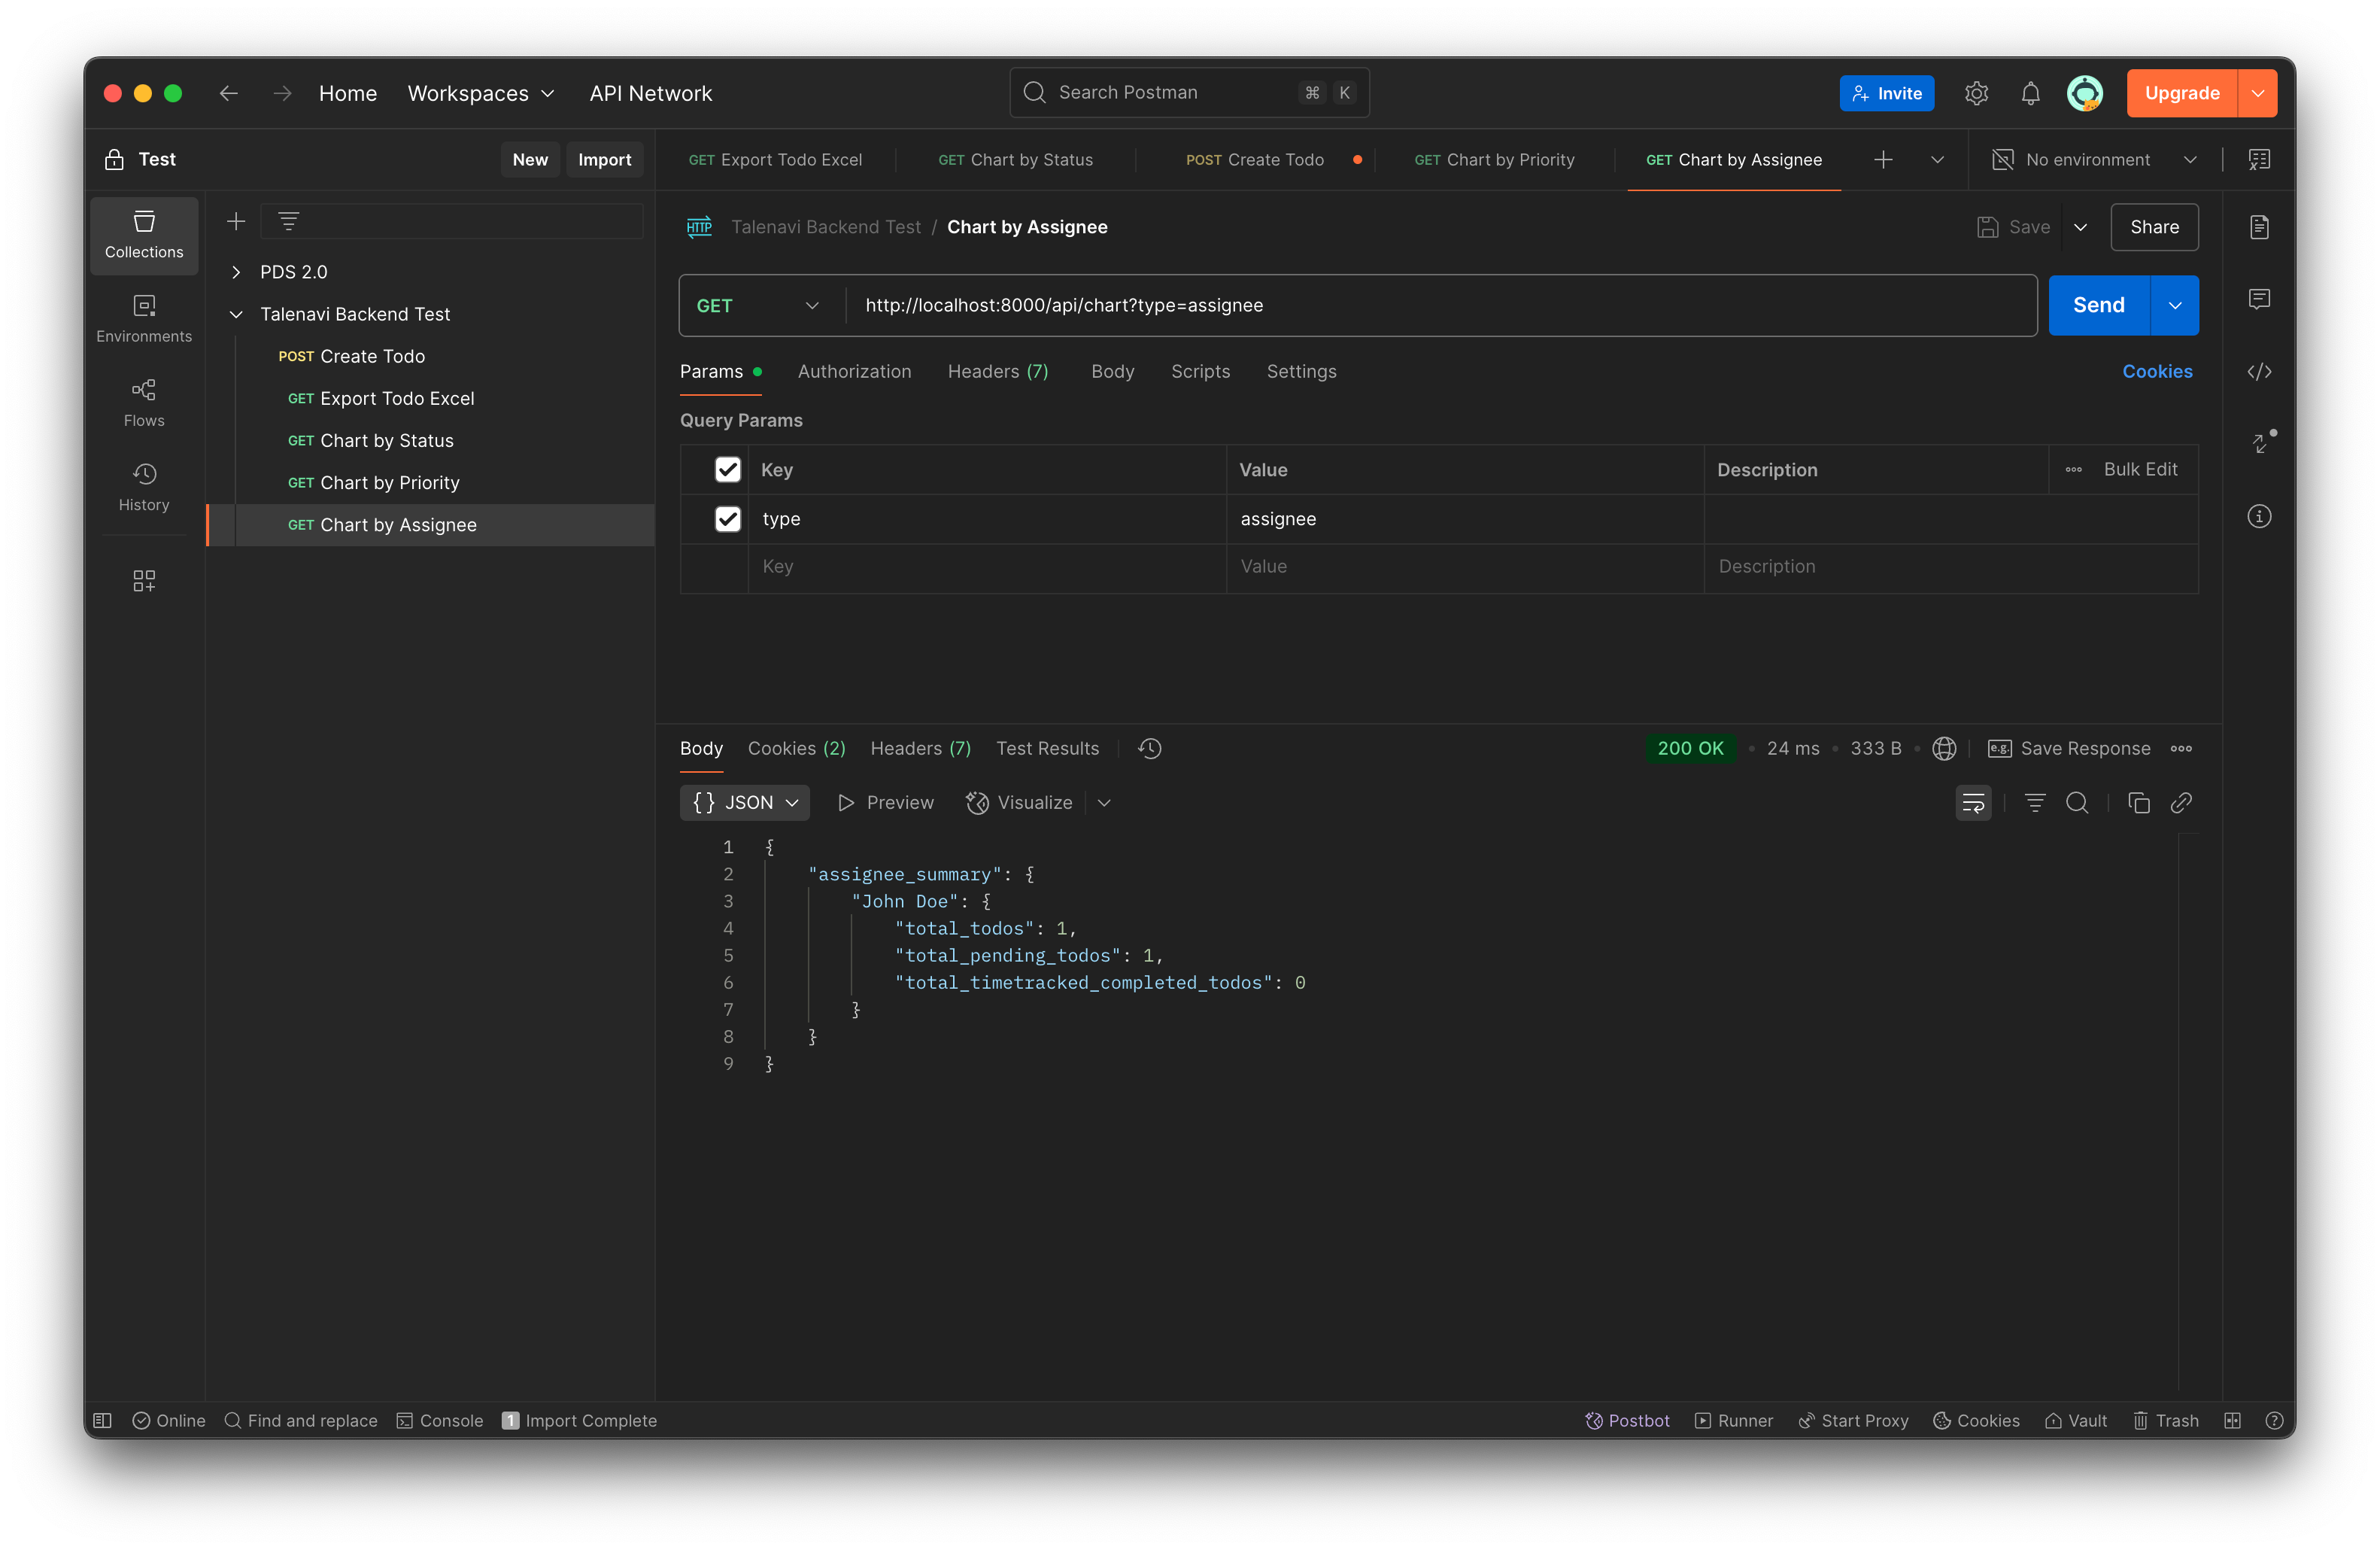 Home Workspaces API Network Search Postman ⌘ K Invite Upgrade
Test New Import
GET Export Todo Excel GET Chart by Status POST Create Todo GET Chart by Priority GET Chart by Assignee No environment
Collections
Environments
Flows
History
PDS 2.0
Talenavi Backend Test
POST Create Todo
GET Export Todo Excel
GET Chart by Status
GET Chart by Priority
GET Chart by Assignee
HTTP Talenavi Backend Test / Chart by Assignee Save Share
GET http://localhost:8000/api/chart?type=assignee Send
Params Authorization Headers (7) Body Scripts Settings Cookies
Query Params
Key Value Description Bulk Edit
type assignee
Key Value Description
Body Cookies (2) Headers (7) Test Results 200 OK • 24 ms • 333 B • e.g. Save Response
{ } JSON Preview Visualize
1 {
2 "assignee_summary": {
3 "John Doe": {
4 "total_todos": 1,
5 "total_pending_todos": 1,
6 "total_timetracked_completed_todos": 0
7 }
8 }
9 }
Online Find and replace Console 1 Import Complete Postbot Runner Start Proxy Cookies Vault Trash